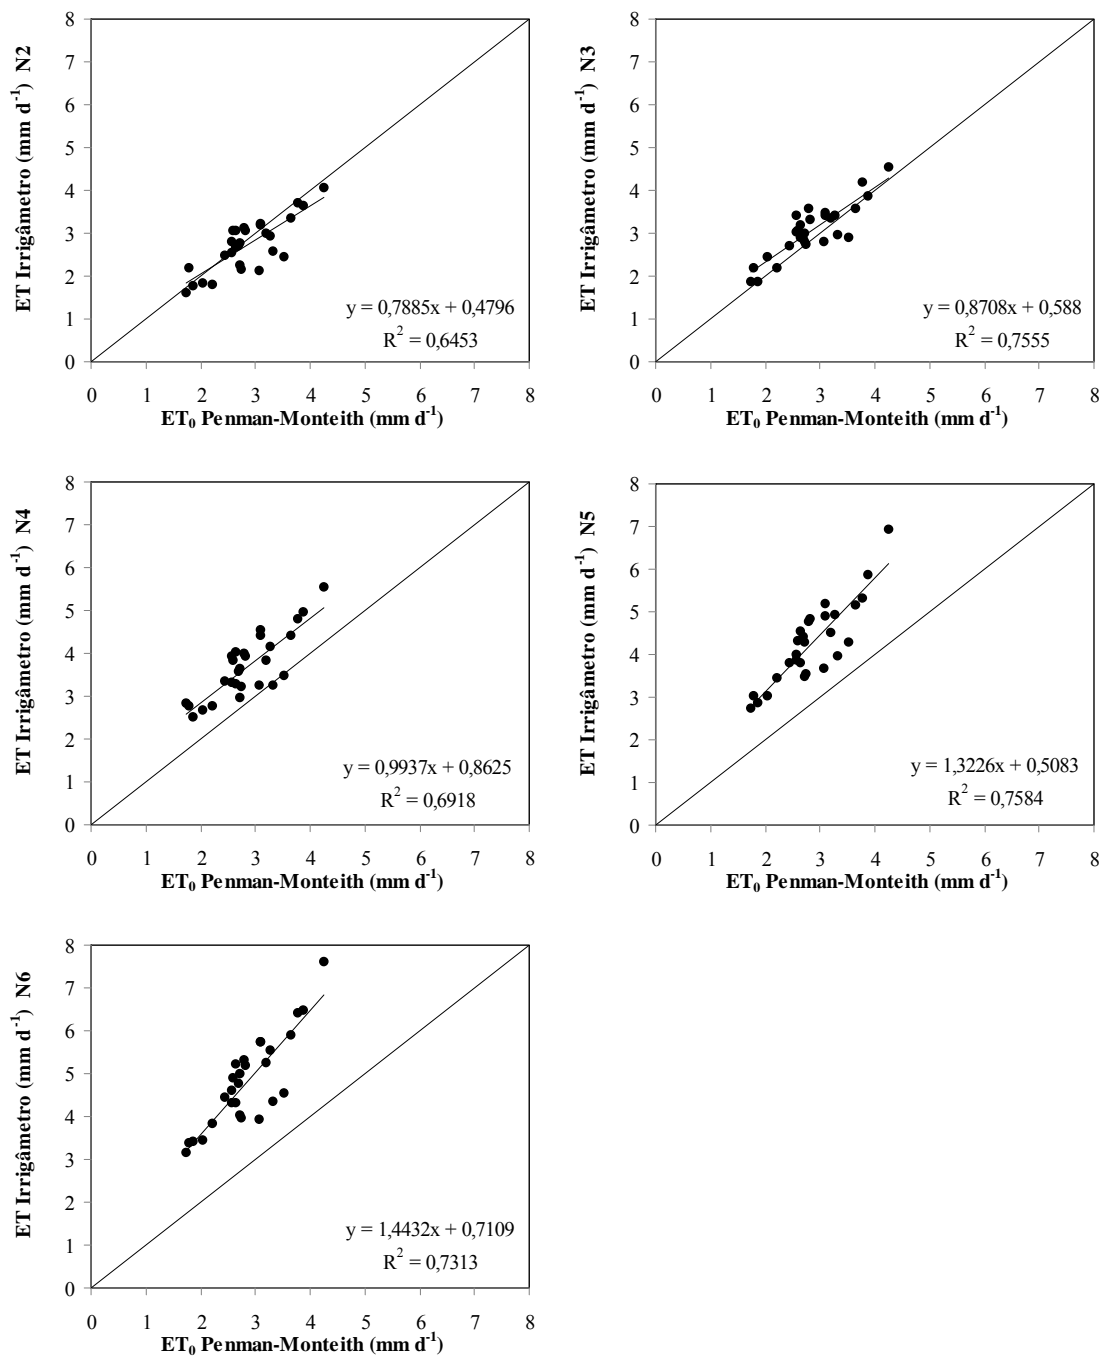 ET Irrigâmetro (mm d⁻¹) N2
8
7
6
5
4
3
2
1
0
y = 0,7885x + 0,4796
R² = 0,6453
0 1 2 3 4 5 6 7 8
ET₀ Penman-Monteith (mm d⁻¹)
ET Irrigâmetro (mm d⁻¹) N3
8
7
6
5
4
3
2
1
0
y = 0,8708x + 0,588
R² = 0,7555
0 1 2 3 4 5 6 7 8
ET₀ Penman-Monteith (mm d⁻¹)
ET Irrigâmetro (mm d⁻¹) N4
8
7
6
5
4
3
2
1
0
y = 0,9937x + 0,8625
R² = 0,6918
0 1 2 3 4 5 6 7 8
ET₀ Penman-Monteith (mm d⁻¹)
ET Irrigâmetro (mm d⁻¹) N5
8
7
6
5
4
3
2
1
0
y = 1,3226x + 0,5083
R² = 0,7584
0 1 2 3 4 5 6 7 8
ET₀ Penman-Monteith (mm d⁻¹)
ET Irrigâmetro (mm d⁻¹) N6
8
7
6
5
4
3
2
1
0
y = 1,4432x + 0,7109
R² = 0,7313
0 1 2 3 4 5 6 7 8
ET₀ Penman-Monteith (mm d⁻¹)